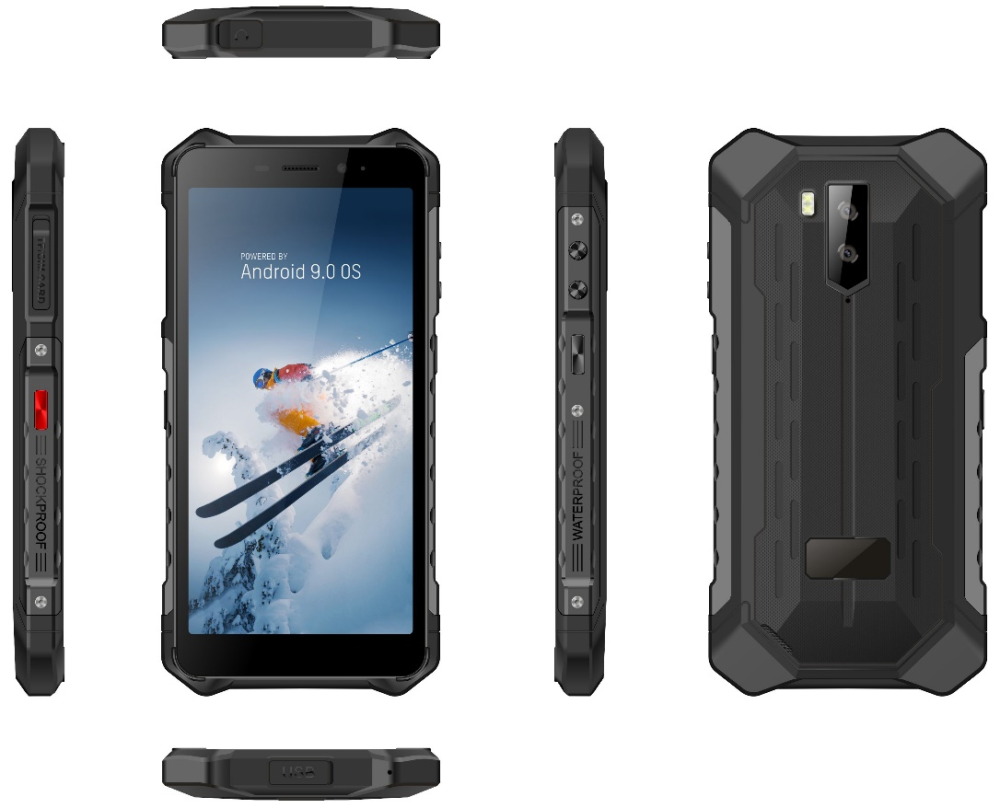 POWERED BY
Android 9.0 OS
SHOCKPROOF
WATERPROOF
USB